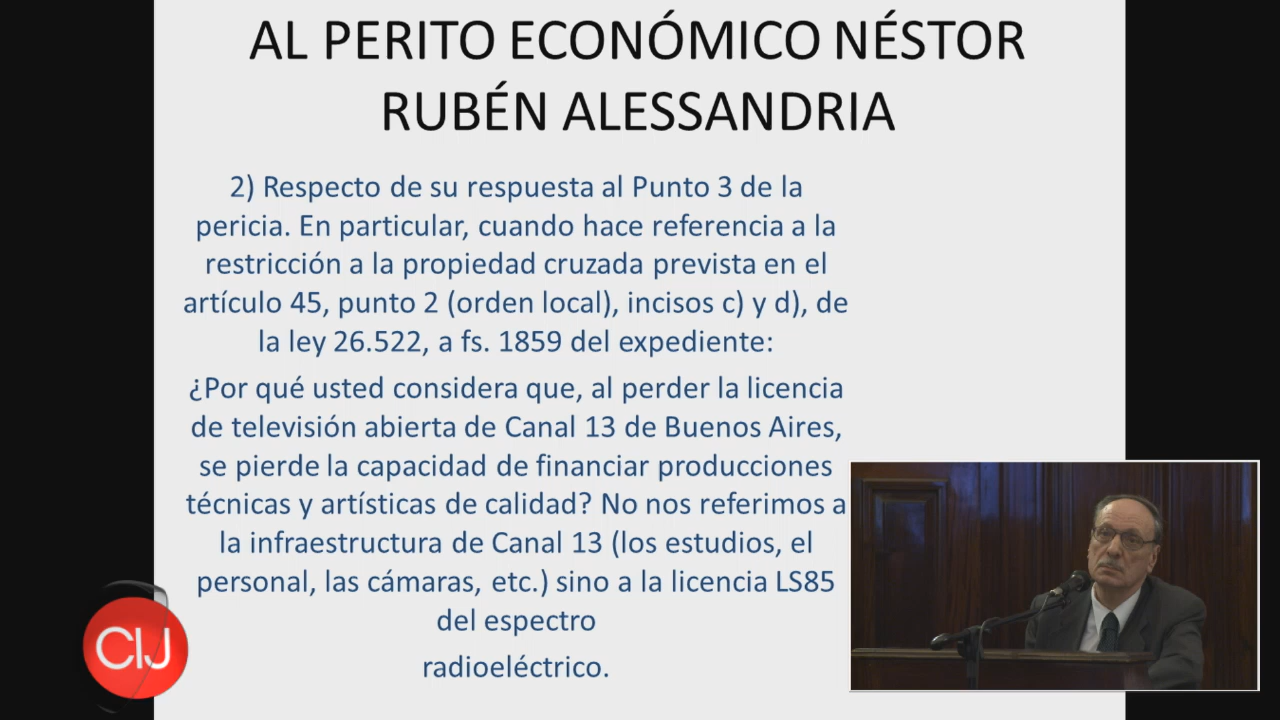 AL PERITO ECONÓMICO NÉSTOR
RUBÉN ALESSANDRIA
2) Respecto de su respuesta al Punto 3 de la
pericia. En particular, cuando hace referencia a la
restricción a la propiedad cruzada prevista en el
artículo 45, punto 2 (orden local), incisos c) y d), de
la ley 26.522, a fs. 1859 del expediente:
¿Por qué usted considera que, al perder la licencia
de televisión abierta de Canal 13 de Buenos Aires,
se pierde la capacidad de financiar producciones
técnicas y artísticas de calidad? No nos referimos a
la infraestructura de Canal 13 (los estudios, el
personal, las cámaras, etc.) sino a la licencia LS85
del espectro
radioeléctrico.
CIJ